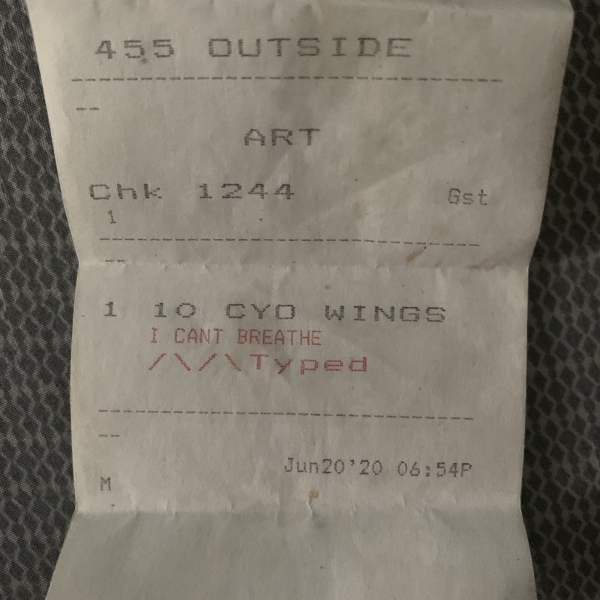 455 OUTSIDE
--------------------------------
--
ART
Chk 1244 Gst
1
--------------------------------
--
1 10 CYO WINGS
I CANT BREATHE
/\/\Typed
--------------------------------
--
Jun20'20 06:54P
M